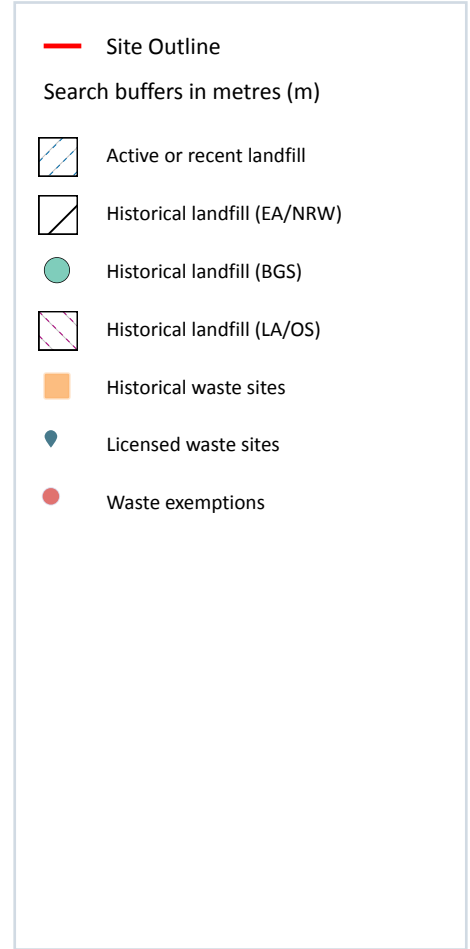 Site Outline
Search buffers in metres (m)
Active or recent landfill
Historical landfill (EA/NRW)
Historical landfill (BGS)
Historical landfill (LA/OS)
Historical waste sites
Licensed waste sites
Waste exemptions